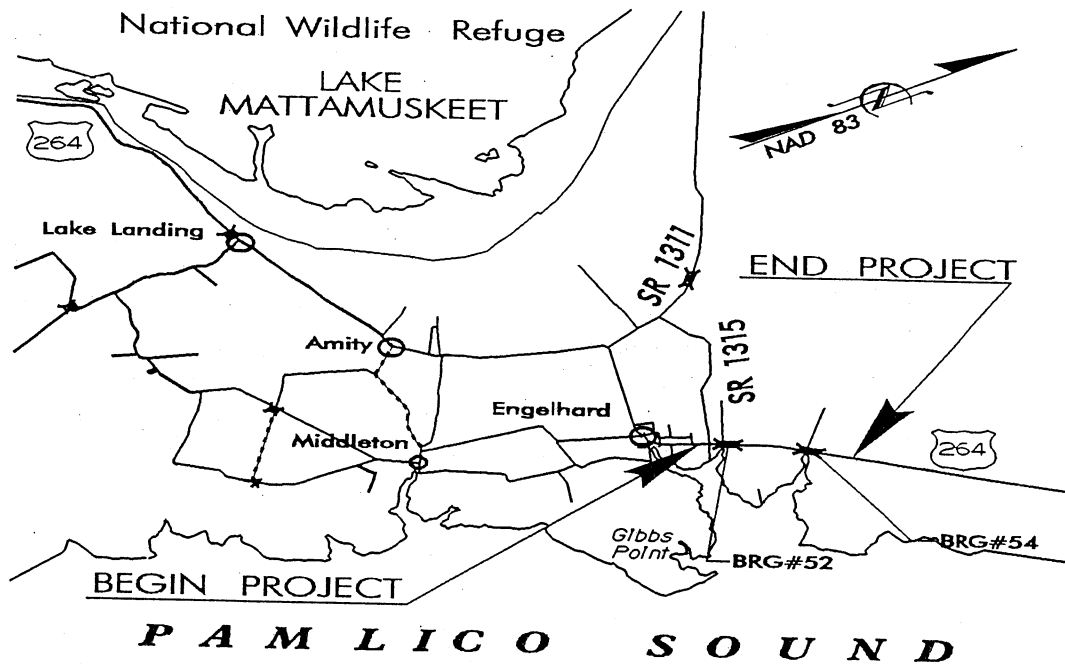 National Wildlife Refuge
LAKE
MATTAMUSKEET
NAD 83
264
Lake Landing
SR 1311
END PROJECT
Amity
SR 1315
Engelhard
Middleton
264
Gibbs
Point
BRG#54
BRG#52
BEGIN PROJECT
PAMLICO SOUND